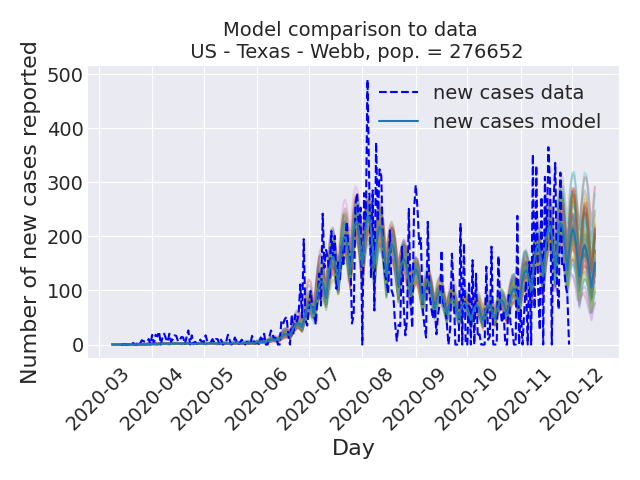 Model comparison to data
US - Texas - Webb, pop. = 276652
Number of new cases reported
500
400
300
200
100
0
new cases data
new cases model
2020-03
2020-04
2020-05
2020-06
2020-07
2020-08
2020-09
2020-10
2020-11
2020-12
Day